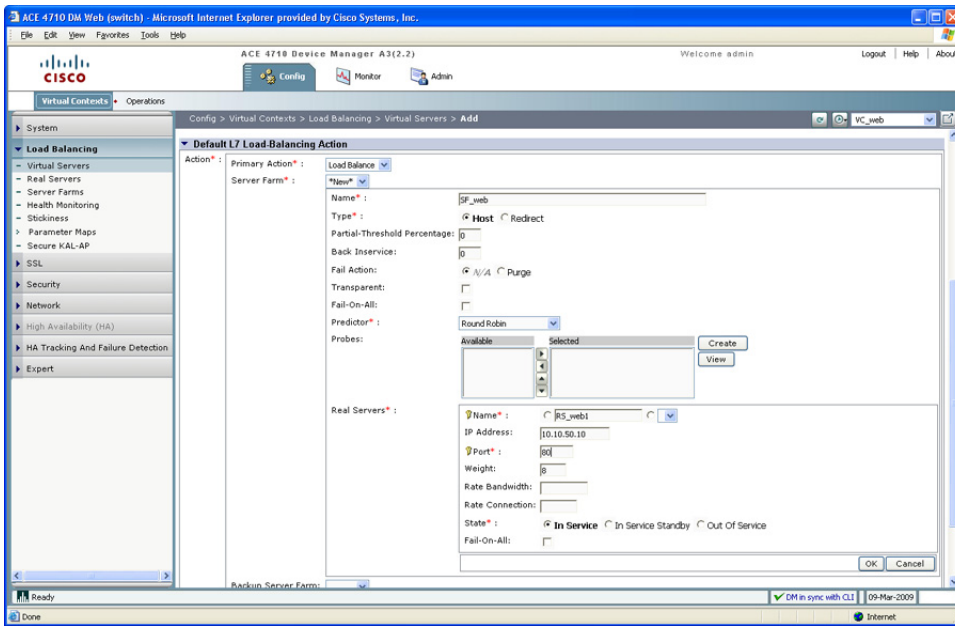 ACE 4710 DM Web (switch) - Microsoft Internet Explorer provided by Cisco Systems, Inc.
File Edit View Favorites Tools Help
CISCO
ACE 4710 Device Manager A3(2.2)
Welcome admin
Logout | Help | Abou
Config Monitor Admin
Virtual Contexts Operations
Config > Virtual Contexts > Load Balancing > Virtual Servers > Add
VC_web
System
Load Balancing
Virtual Servers
Real Servers
Server Farms
Health Monitoring
Stickiness
Parameter Maps
Secure KAL-AP
SSL
Security
Network
High Availability (HA)
HA Tracking And Failure Detection
Expert
Default L7 Load-Balancing Action
Action* :
Primary Action* : Load Balance
Server Farm* : *New*
Name* : SF_web
Type* : Host Redirect
Partial-Threshold Percentage: 0
Back Inservice: 0
Fail Action: N/A Purge
Transparent:
Fail-On-All:
Predictor* : Round Robin
Probes: Available Selected
Create
View
Real Servers* :
Name* : RS_web1
IP Address: 10.10.50.10
Port* : 80
Weight: 8
Rate Bandwidth:
Rate Connection:
State* : In Service In Service Standby Out Of Service
Fail-On-All:
OK Cancel
Backup Server Farm:
Ready
DM in sync with CLI 09-Mar-2009
Done
Internet